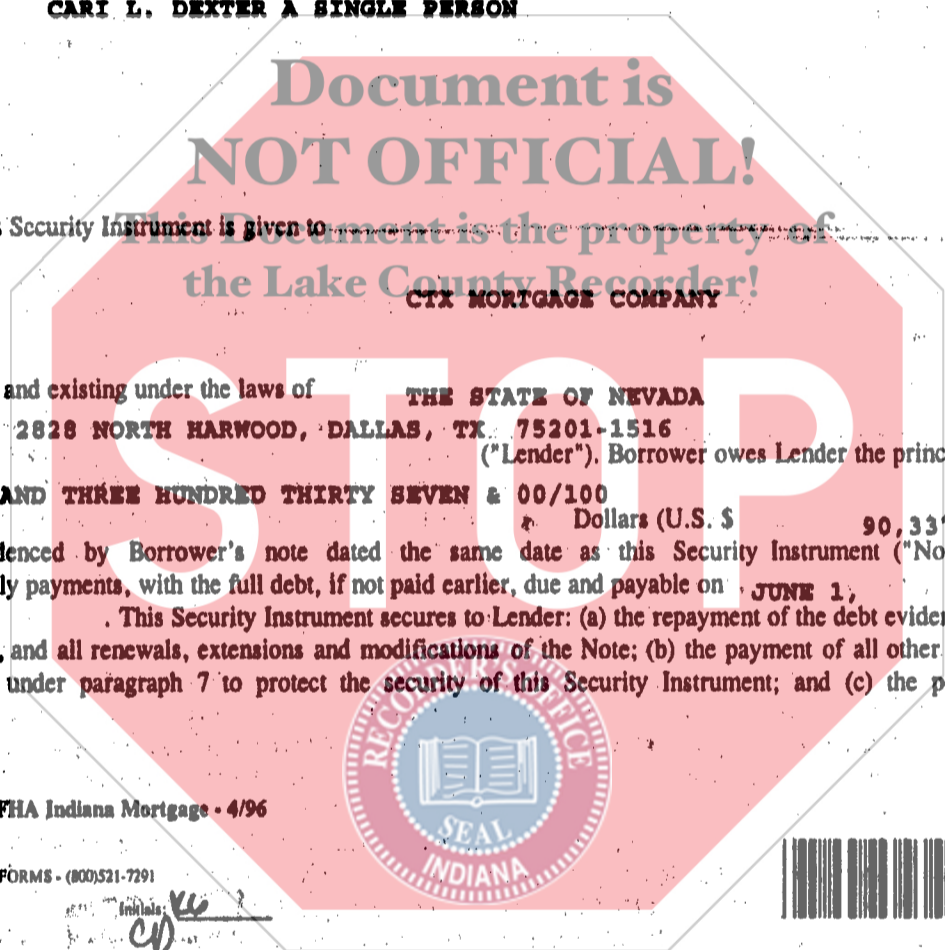 CARI L. DEXTER A SINGLE PERSON
Document is
NOT OFFICIAL!
Security Instrument is given to
This Document is the property of
the Lake County Recorder!
CTX MORTGAGE COMPANY
and existing under the laws of THE STATE OF NEVADA
2828 NORTH HARWOOD, DALLAS, TX 75201-1516
("Lender"). Borrower owes Lender the princ
AND THREE HUNDRED THIRTY SEVEN & 00/100
Dollars (U.S. $ 90,33
denced by Borrower's note dated the same date as this Security Instrument ("No
ly payments, with the full debt, if not paid earlier, due and payable on JUNE 1,
. This Security Instrument secures to Lender: (a) the repayment of the debt eviden
, and all renewals, extensions and modifications of the Note; (b) the payment of all other
under paragraph 7 to protect the security of this Security Instrument; and (c) the p
STOP
RECORDER'S OFFICE
SEAL
INDIANA
FHA Indiana Mortgage - 4/96
FORMS - (800)521-7291
Initials:
CD